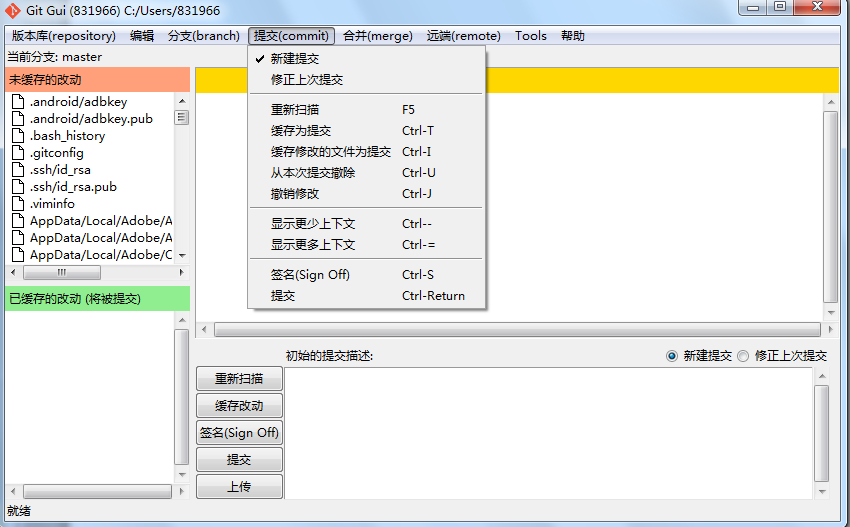 Git Gui (831966) C:/Users/831966
版本库(repository) 编辑 分支(branch) 提交(commit) 合并(merge) 远端(remote) Tools 帮助
当前分支: master
未缓存的改动
.android/adbkey
.android/adbkey.pub
.bash_history
.gitconfig
.ssh/id_rsa
.ssh/id_rsa.pub
.viminfo
AppData/Local/Adobe/A
AppData/Local/Adobe/A
AppData/Local/Adobe/C
已缓存的改动 (将被提交)
✓ 新建提交
修正上次提交
重新扫描 F5
缓存为提交 Ctrl-T
缓存修改的文件为提交 Ctrl-I
从本次提交撤除 Ctrl-U
撤销修改 Ctrl-J
显示更少上下文 Ctrl--
显示更多上下文 Ctrl-=
签名(Sign Off) Ctrl-S
提交 Ctrl-Return
初始的提交描述: 新建提交 修正上次提交
重新扫描
缓存改动
签名(Sign Off)
提交
上传
就绪